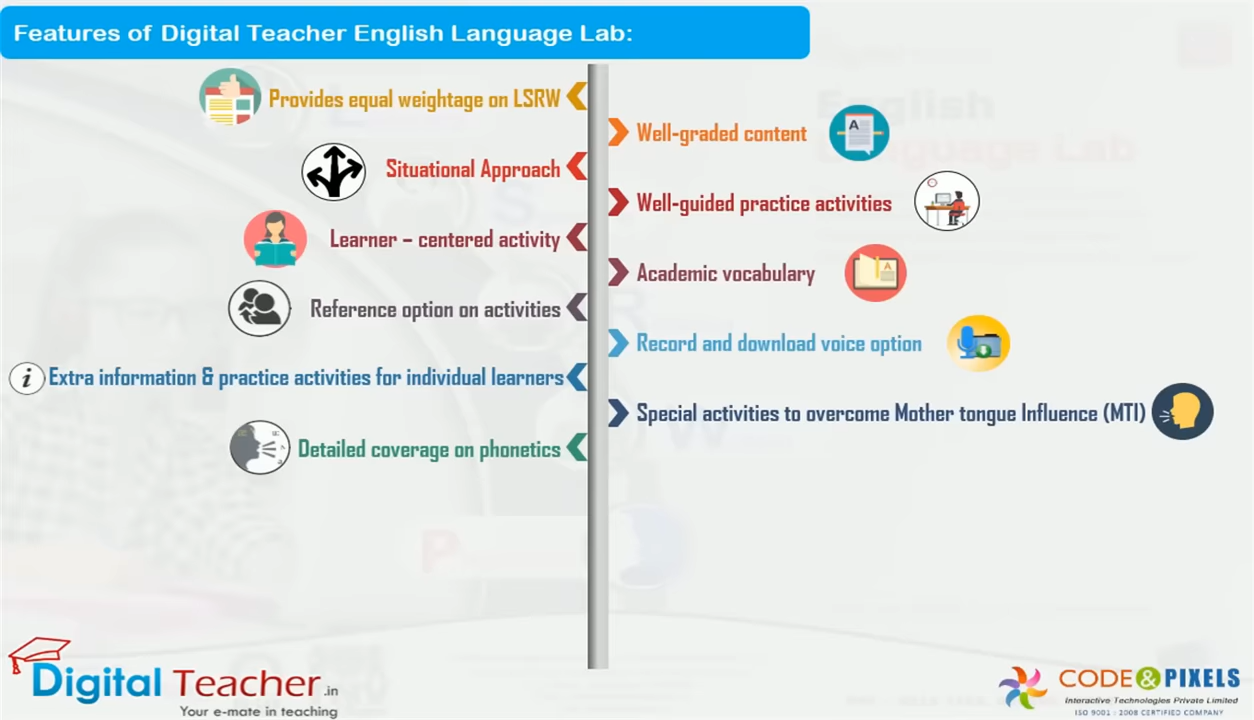 Features of Digital Teacher English Language Lab:
Provides equal weightage on LSRW
Well-graded content
Situational Approach
Well-guided practice activities
Learner – centered activity
Academic vocabulary
Reference option on activities
Record and download voice option
i Extra information & practice activities for individual learners
Special activities to overcome Mother tongue Influence (MTI)
Detailed coverage on phonetics
Digital Teacher.in
Your e-mate in teaching
CODE & PIXELS
Interactive Technologies Private Limited
ISO 9001 : 2008 CERTIFIED COMPANY
English
Language Lab